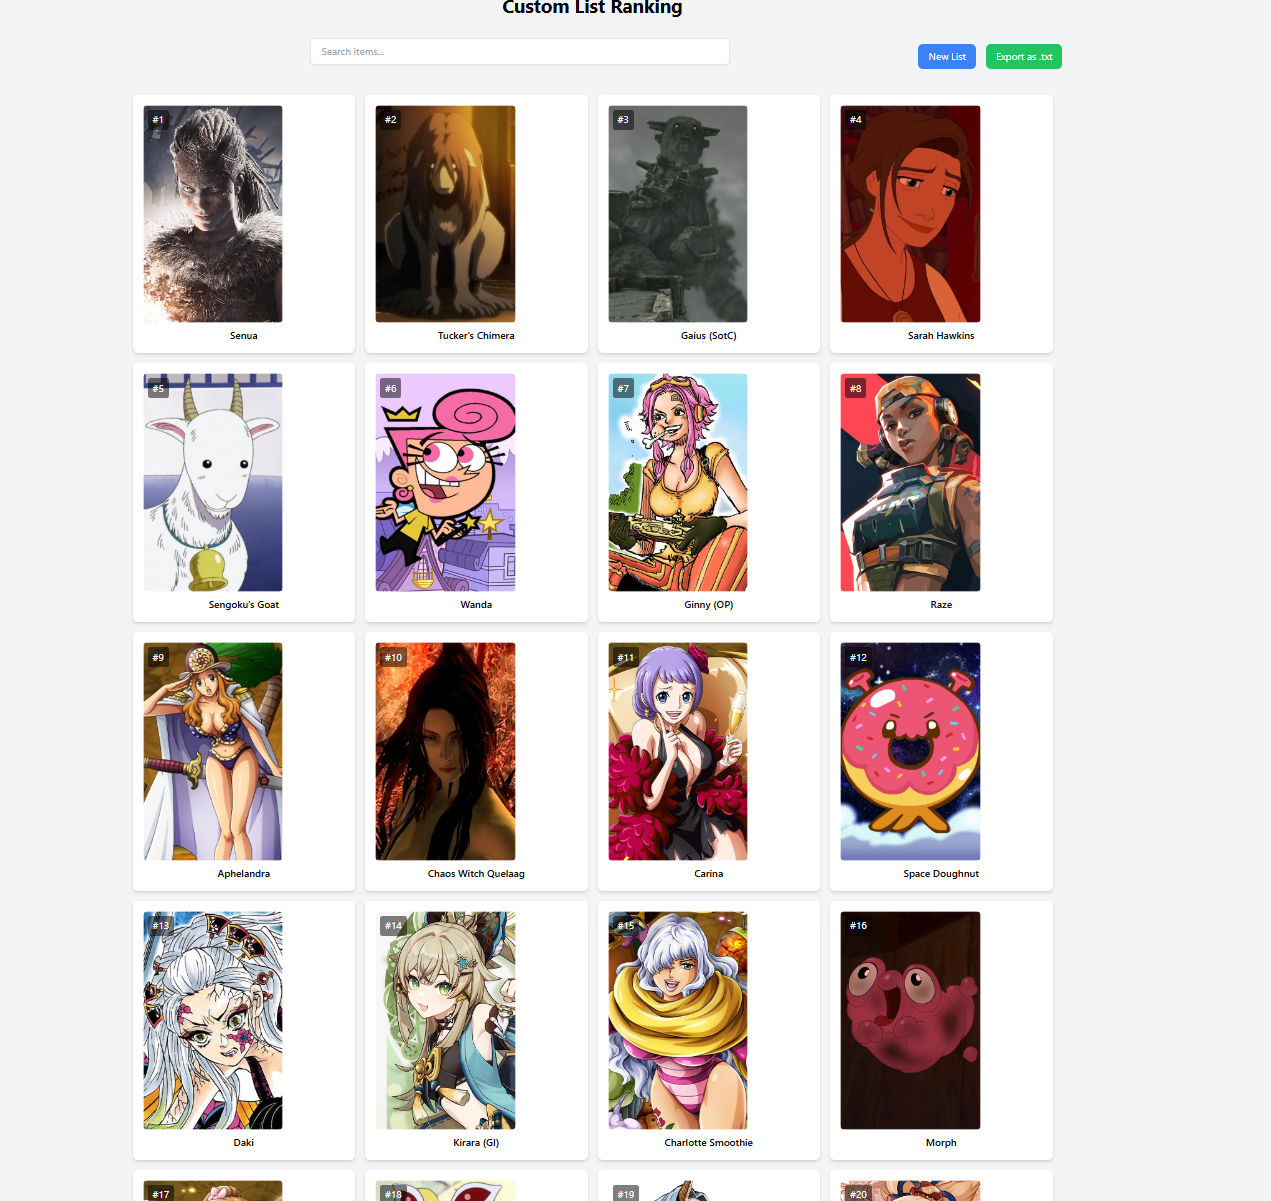 Custom List Ranking
Search items...
New List
Export as .txt
#1
#2
#3
#4
Senua
Tucker's Chimera
Gaius (SotC)
Sarah Hawkins
#5
#6
#7
#8
Sengoku's Goat
Wanda
Ginny (OP)
Raze
#9
#10
#11
#12
Aphelandra
Chaos Witch Quelaag
Carina
Space Doughnut
#13
#14
#15
#16
Daki
Kirara (GI)
Charlotte Smoothie
Morph
#17
#18
#19
#20